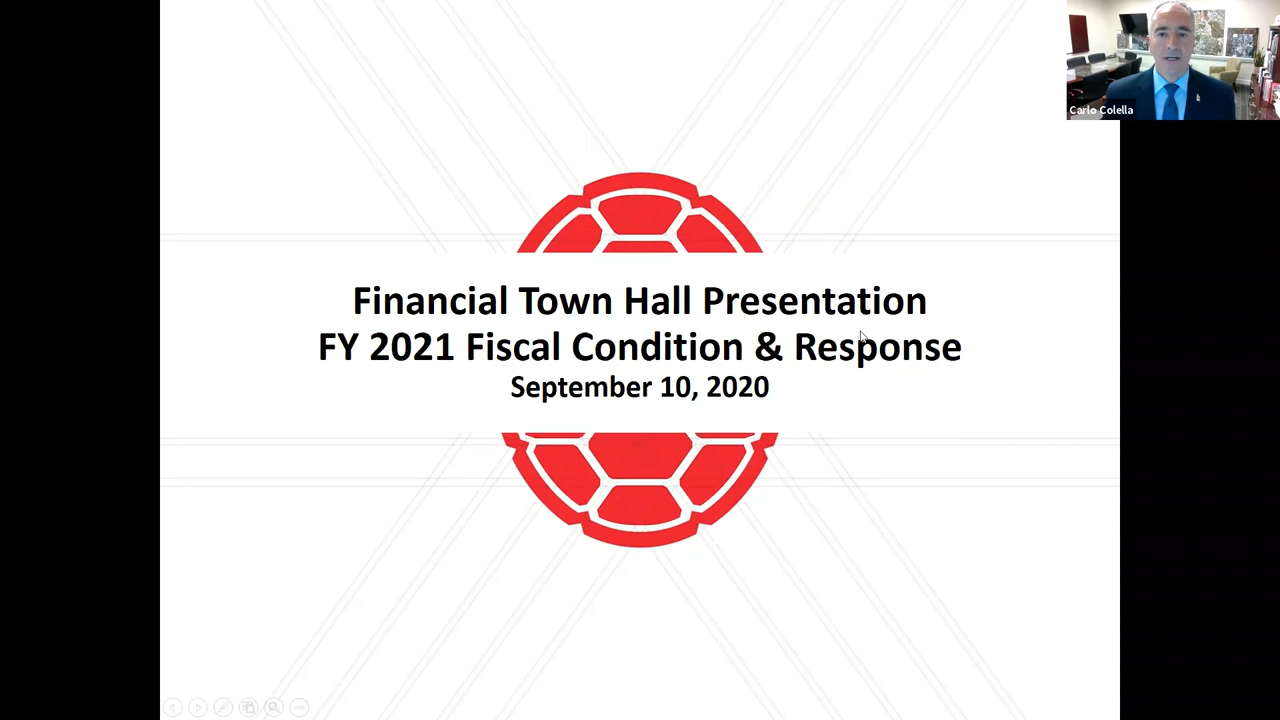 Carlo Colella
Financial Town Hall Presentation
FY 2021 Fiscal Condition & Response
September 10, 2020